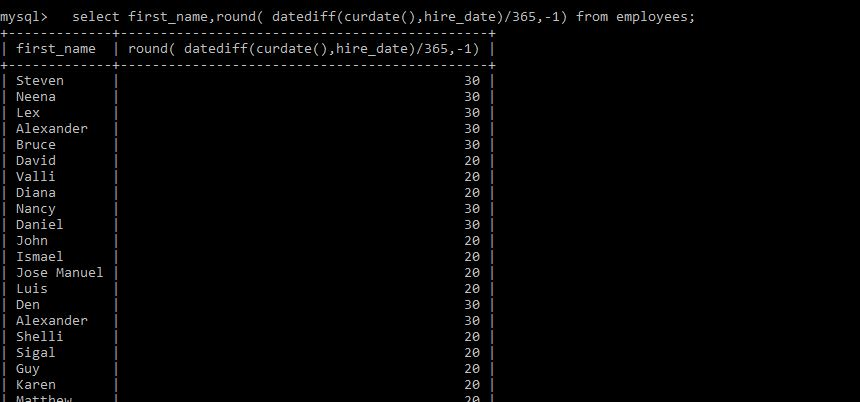 mysql>   select first_name,round( datediff(curdate(),hire_date)/365,-1) from employees;
+-------------+----------------------------------------------+
| first_name  | round( datediff(curdate(),hire_date)/365,-1) |
+-------------+----------------------------------------------+
| Steven      |                                           30 |
| Neena       |                                           30 |
| Lex         |                                           30 |
| Alexander   |                                           30 |
| Bruce       |                                           30 |
| David       |                                           20 |
| Valli       |                                           20 |
| Diana       |                                           20 |
| Nancy       |                                           30 |
| Daniel      |                                           30 |
| John        |                                           20 |
| Ismael      |                                           20 |
| Jose Manuel |                                           20 |
| Luis        |                                           20 |
| Den         |                                           30 |
| Alexander   |                                           30 |
| Shelli      |                                           20 |
| Sigal       |                                           20 |
| Guy         |                                           20 |
| Karen       |                                           20 |
| Matthew     |                                           20 |